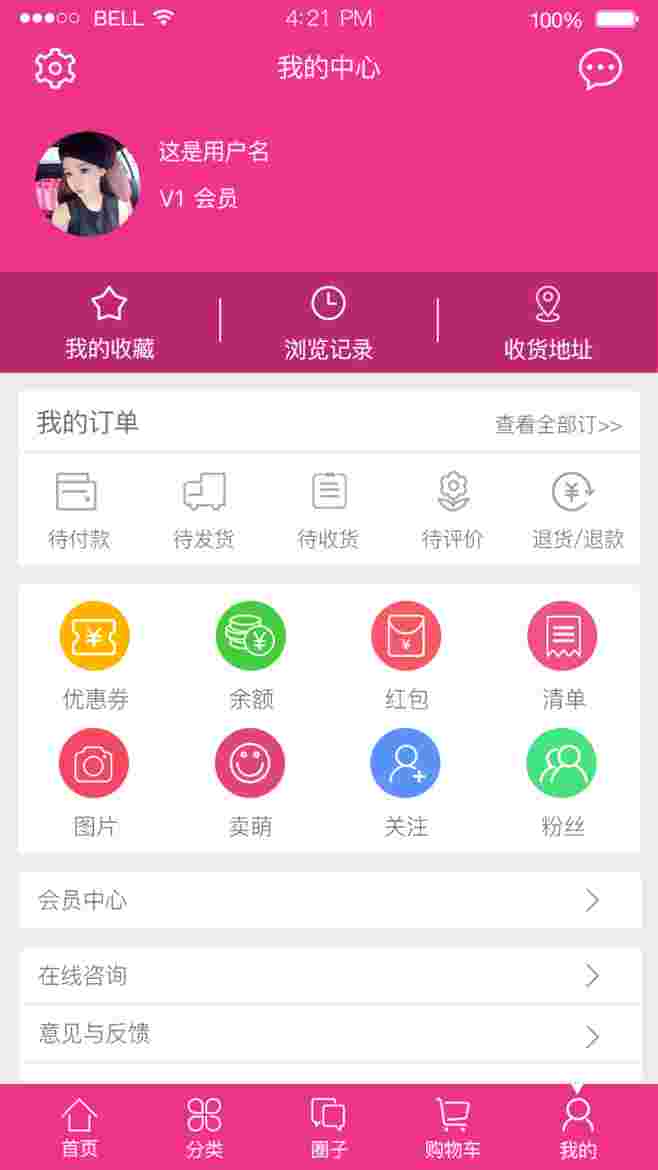 BELL 4:21 PM 100%
我的中心
这是用户名
V1 会员
我的收藏 浏览记录 收货地址
我的订单 查看全部订>>
待付款 待发货 待收货 待评价 退货/退款
优惠券 余额 红包 清单
图片 卖萌 关注 粉丝
会员中心
在线咨询
意见与反馈
首页 分类 圈子 购物车 我的